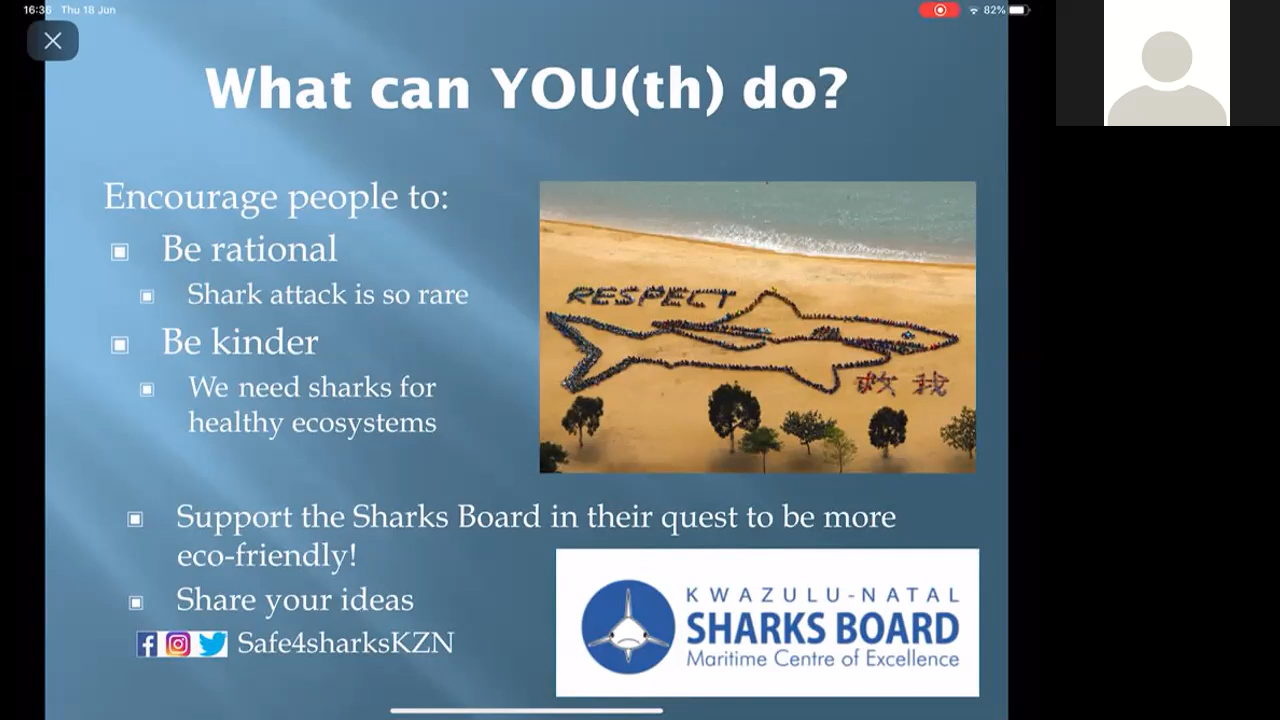 16:36 Thu 18 Jun
82%
What can YOU(th) do?
Encourage people to:
Be rational
Shark attack is so rare
Be kinder
We need sharks for
healthy ecosystems
RESPECT
救我
Support the Sharks Board in their quest to be more
eco-friendly!
Share your ideas
Safe4sharksKZN
KWAZULU-NATAL
SHARKS BOARD
Maritime Centre of Excellence